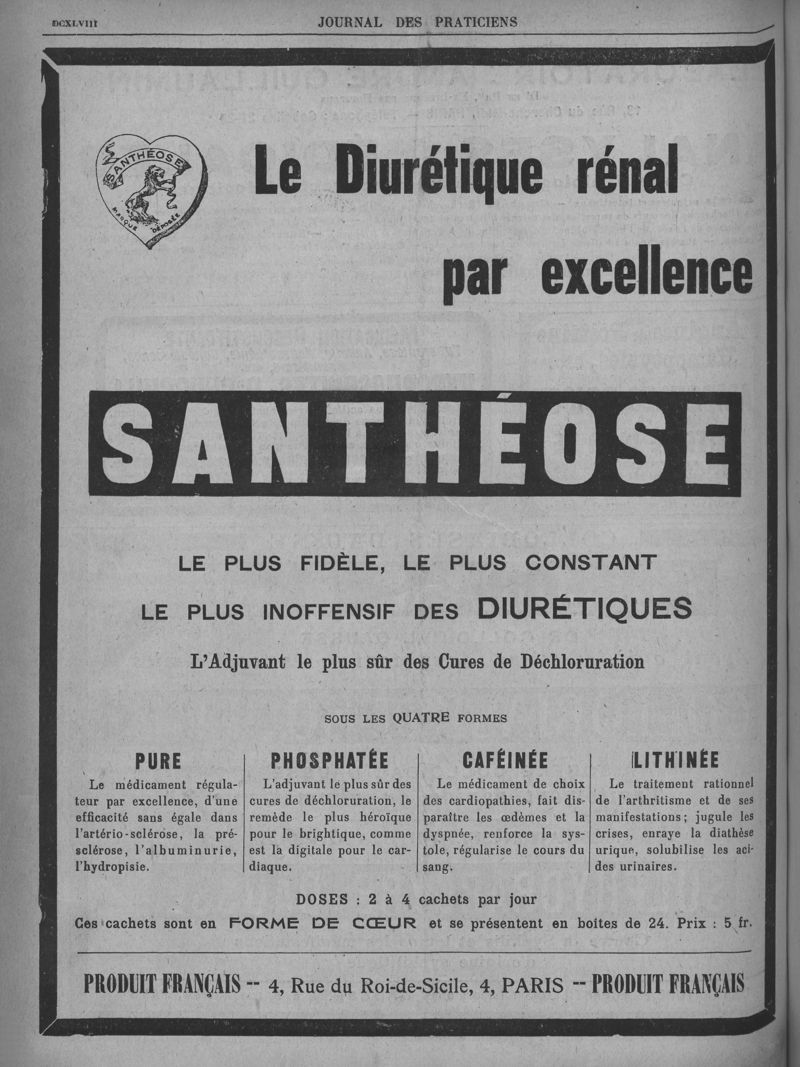 DCXLVIII
JOURNAL DES PRATICIENS
SANTHÉOSE
MARQUE DÉPOSÉE
Le Diurétique rénal
par excellence
SANTHÉOSE
LE PLUS FIDÈLE, LE PLUS CONSTANT
LE PLUS INOFFENSIF DES DIURÉTIQUES
L'Adjuvant le plus sûr des Cures de Déchloruration
SOUS LES QUATRE FORMES
PURE
Le médicament régula-
teur par excellence, d'une
efficacité sans égale dans
l'artério-sclérose, la pré-
sclérose, l'albuminurie,
l'hydropisie.
PHOSPHATÉE
L'adjuvant le plus sûr des
cures de déchloruration, le
remède le plus héroïque
pour le brightique, comme
est la digitale pour le car-
diaque.
CAFÉINÉE
Le médicament de choix
des cardiopathies, fait dis-
paraître les œdèmes et la
dyspnée, renforce la sys-
tole, régularise le cours du
sang.
LITHINÉE
Le traitement rationnel
de l'arthritisme et de ses
manifestations; jugule les
crises, enraye la diathèse
urique, solubilise les aci-
des urinaires.
DOSES : 2 à 4 cachets par jour
Ces cachets sont en FORME DE CŒUR et se présentent en boîtes de 24. Prix : 5 fr.
PRODUIT FRANÇAIS -- 4, Rue du Roi-de-Sicile, 4, PARIS -- PRODUIT FRANÇAIS